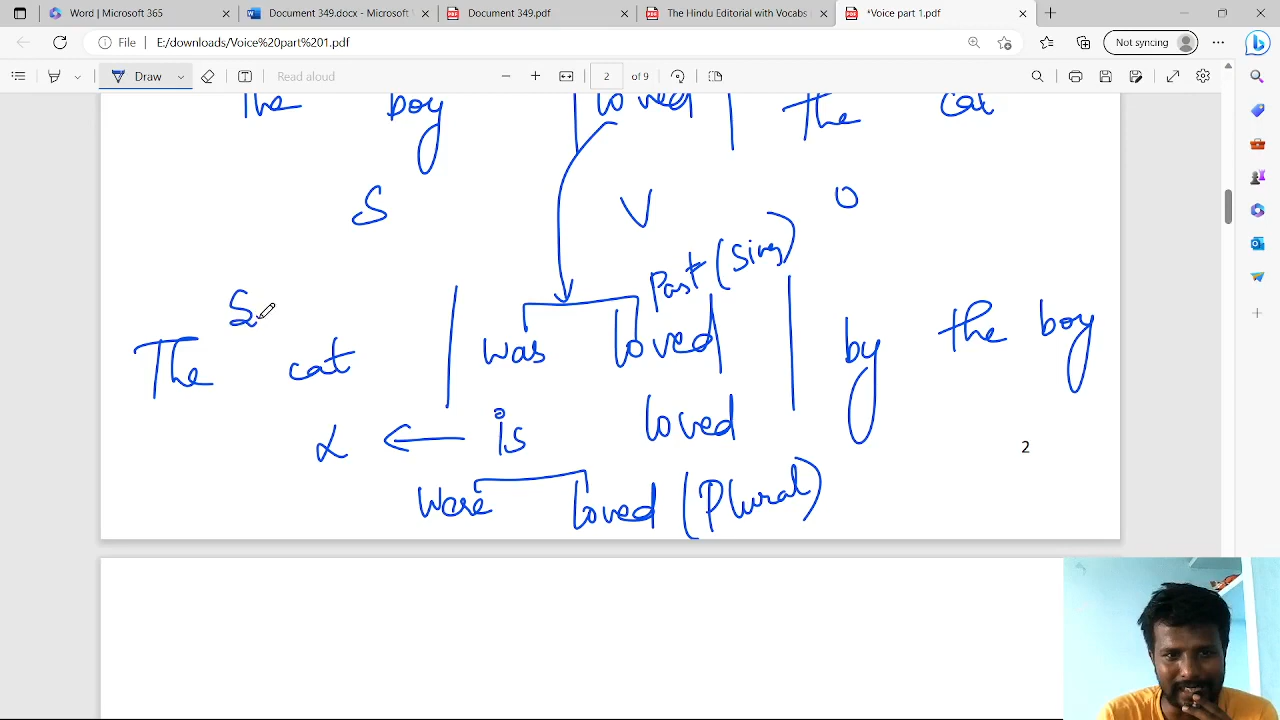 Word | Microsoft 365
Document 349.docx - Microsoft
Document 349.pdf
The Hindu Editorial with Vocabs
*Voice part 1.pdf
File E:/downloads/Voice%20part%201.pdf
Not syncing
Draw
Read aloud
2 of 9
The boy | loved | the cat
S V O
Past (Sing)
S
The cat | was loved | by the boy
x ← is loved
2
were loved (Plural)